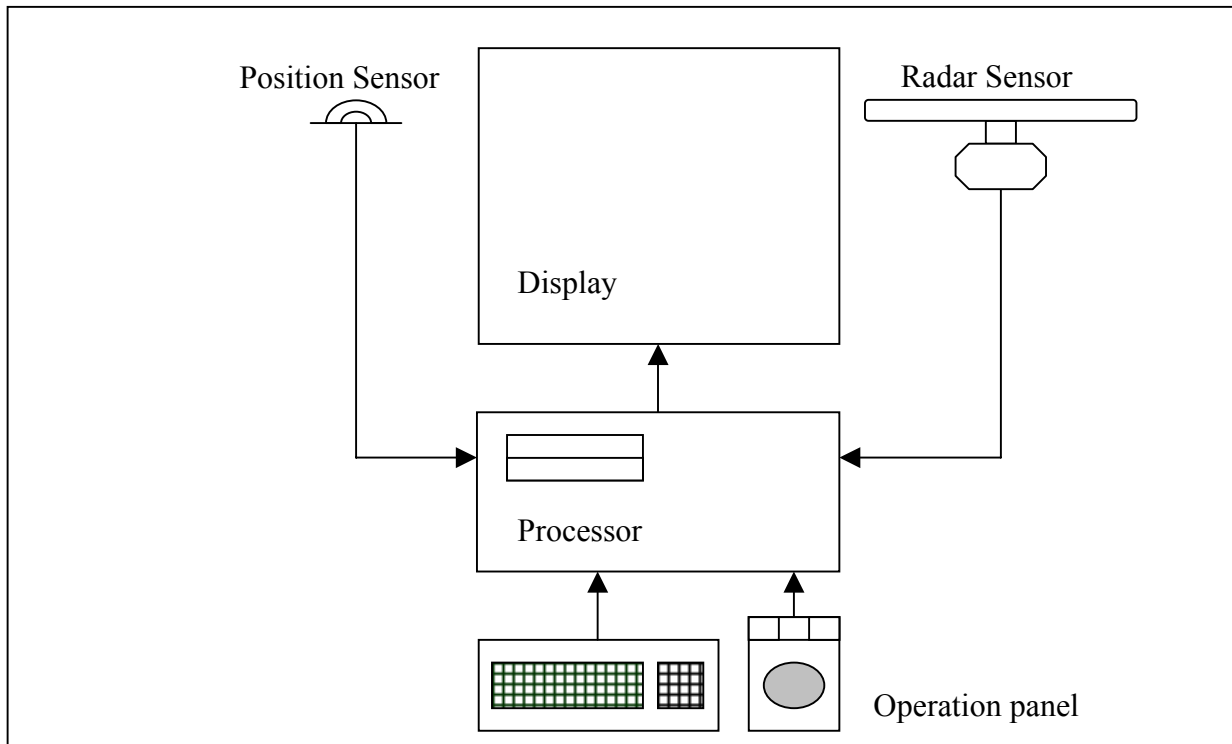 Position Sensor
Radar Sensor
Display
Processor
Operation panel